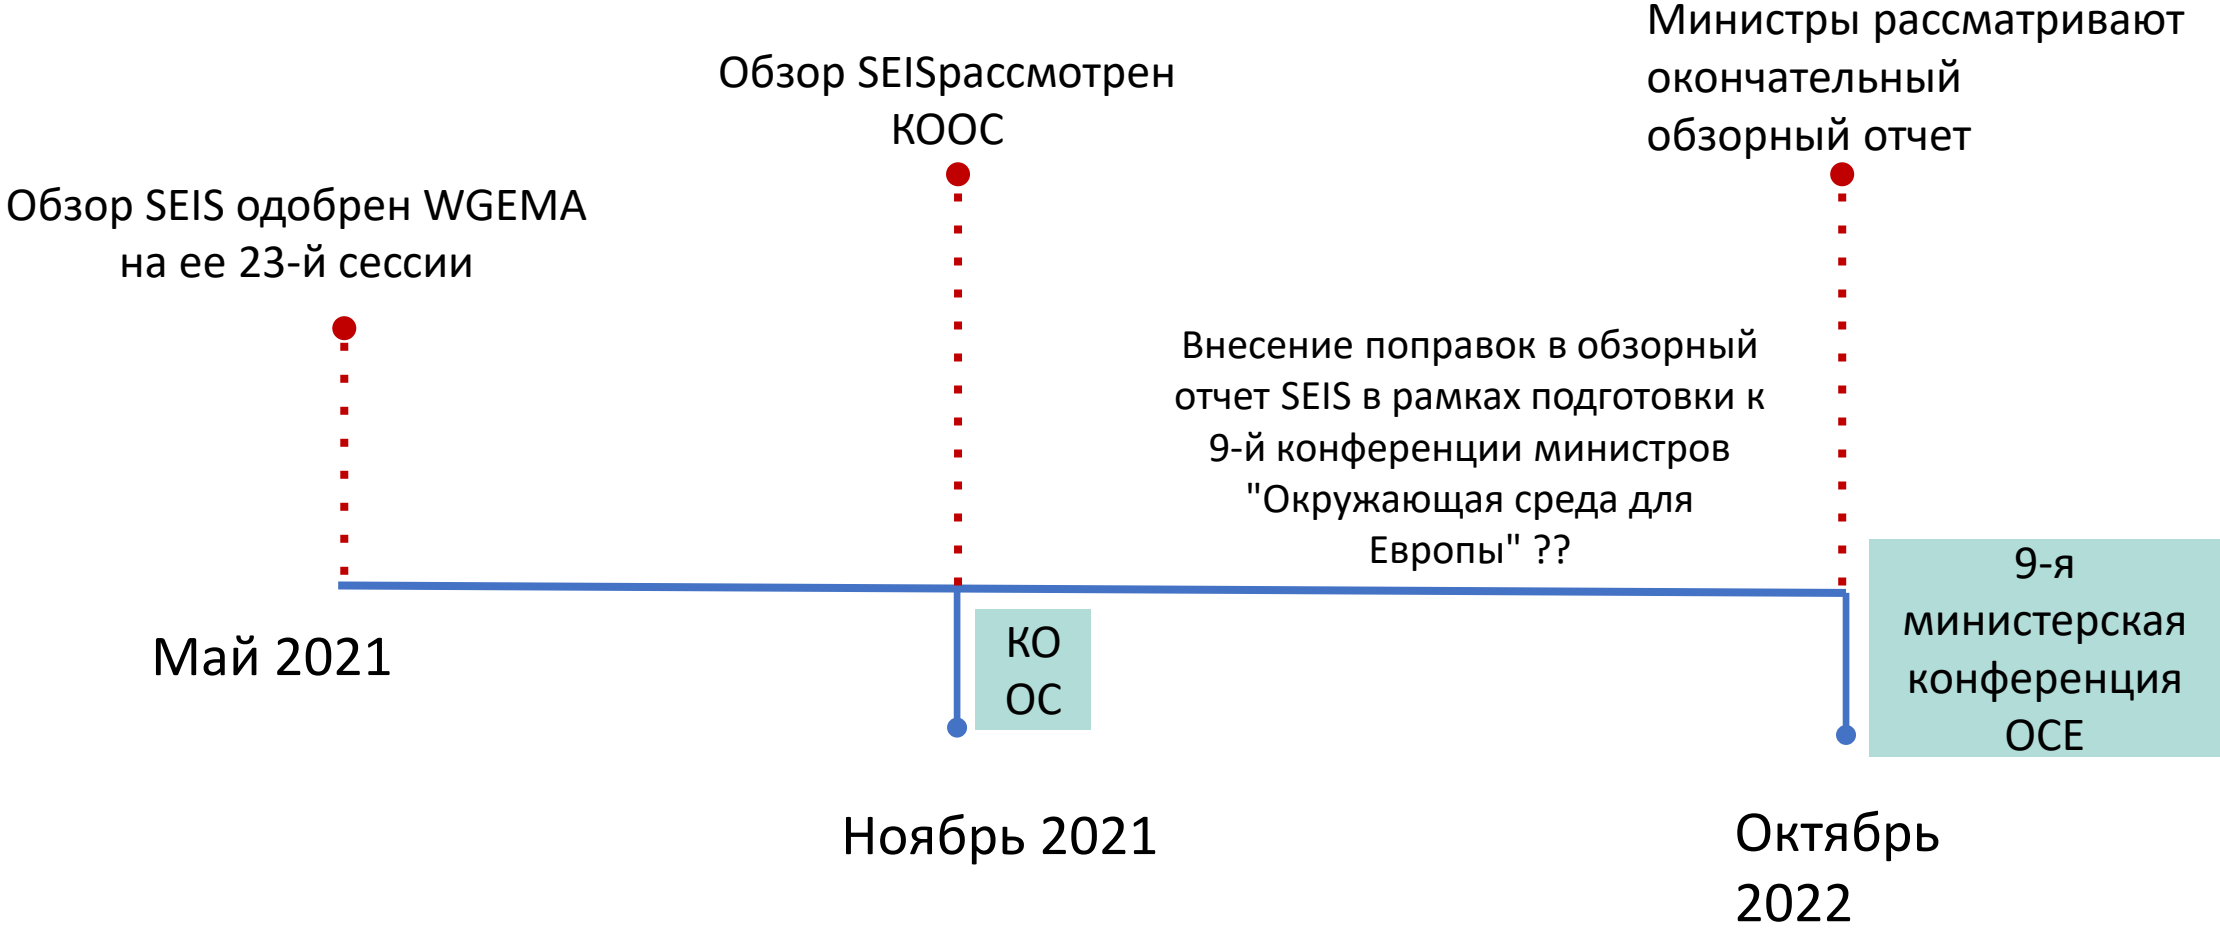 Министры рассматривают
окончательный
обзорный отчет
Обзор SEISрассмотрен
КООС
Обзор SEIS одобрен WGEMA
на ее 23-й сессии
Внесение поправок в обзорный
отчет SEIS в рамках подготовки к
9-й конференции министров
"Окружающая среда для
Европы" ??
Май 2021
КО
ОС
9-я
министерская
конференция
ОСЕ
Ноябрь 2021
Октябрь
2022